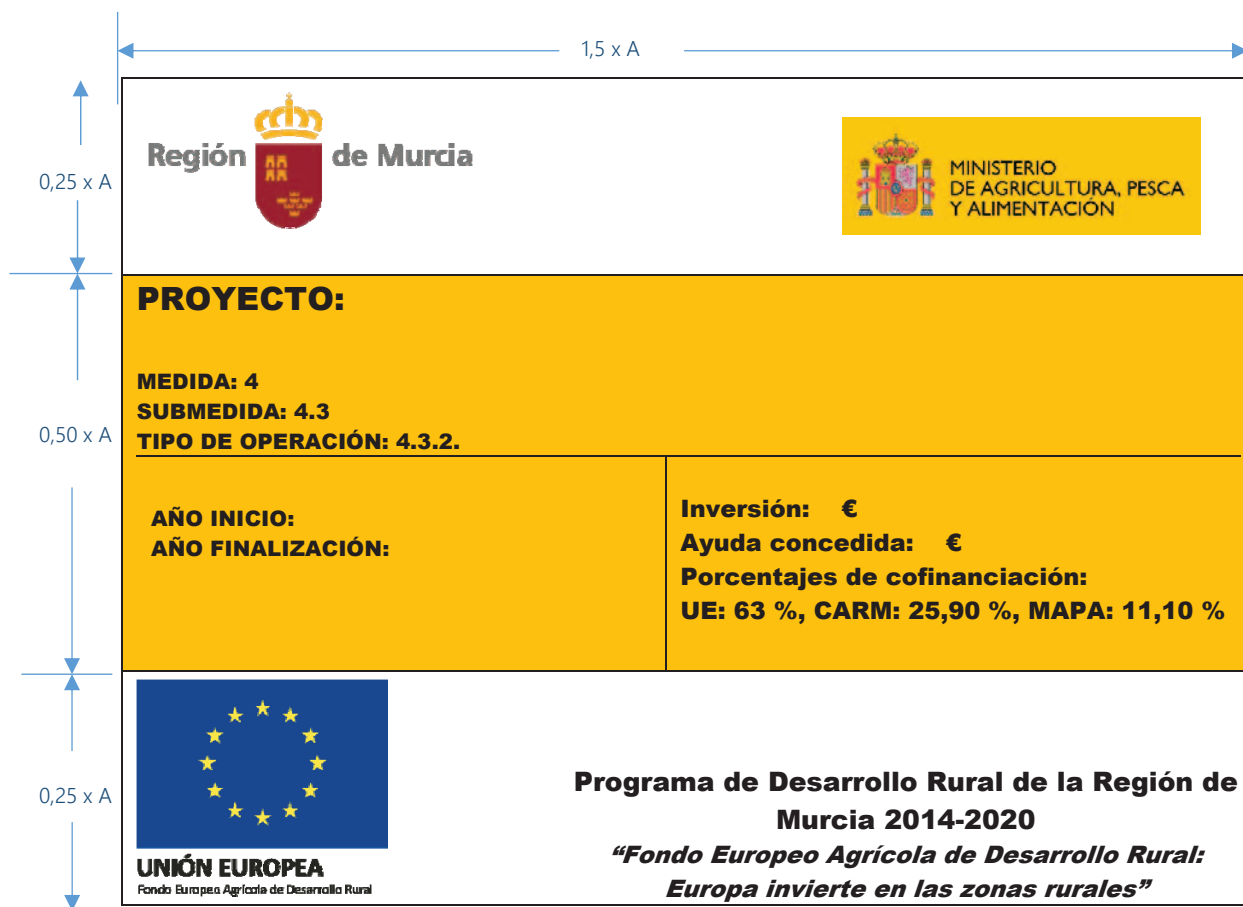 1,5 x A
0,25 x A
Región de Murcia
MINISTERIO
DE AGRICULTURA, PESCA
Y ALIMENTACIÓN
0,50 x A
PROYECTO:
MEDIDA: 4
SUBMEDIDA: 4.3
TIPO DE OPERACIÓN: 4.3.2.
AÑO INICIO:
AÑO FINALIZACIÓN:
Inversión: €
Ayuda concedida: €
Porcentajes de cofinanciación:
UE: 63 %, CARM: 25,90 %, MAPA: 11,10 %
0,25 x A
UNIÓN EUROPEA
Fondo Europeo Agrícola de Desarrollo Rural
Programa de Desarrollo Rural de la Región de
Murcia 2014-2020
“Fondo Europeo Agrícola de Desarrollo Rural:
Europa invierte en las zonas rurales”